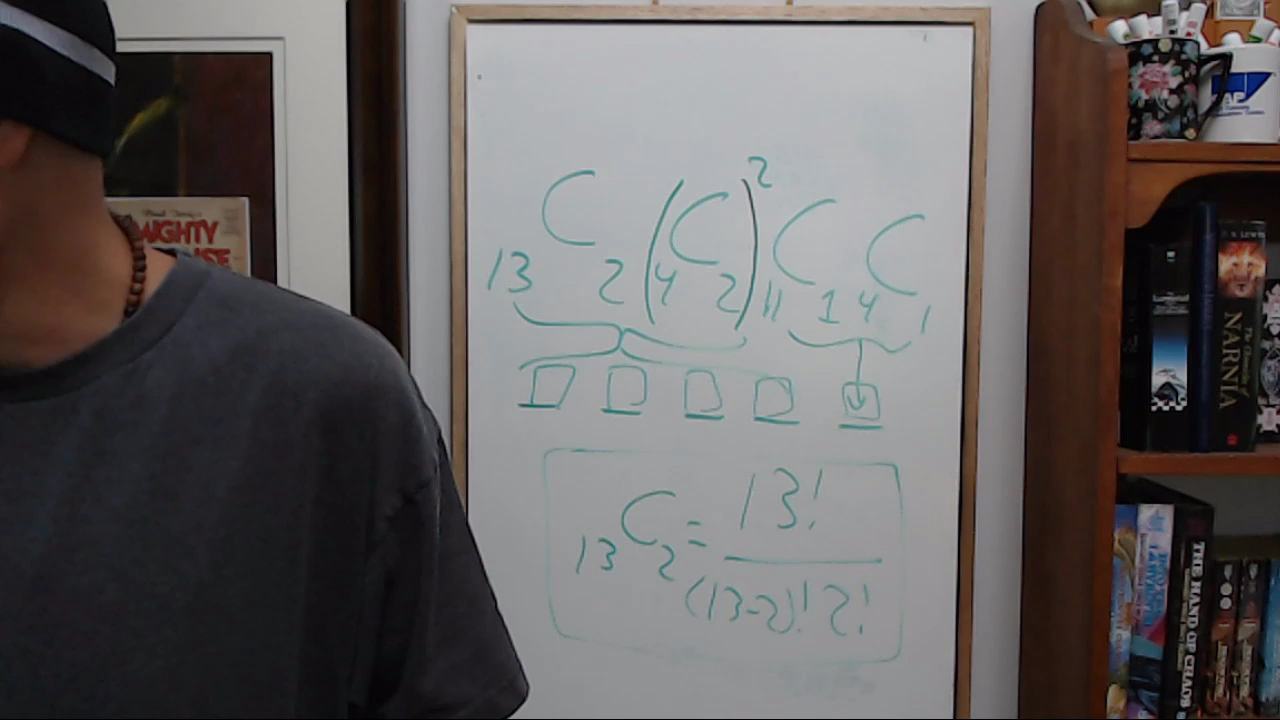 ₁₃C₂ (₄C₂)² ₁₁C₁ ₄C₁
₁₃C₂ = 13! / (13-2)! 2!
MIGHTY
NARNIA
THE HAND OF CHAOS